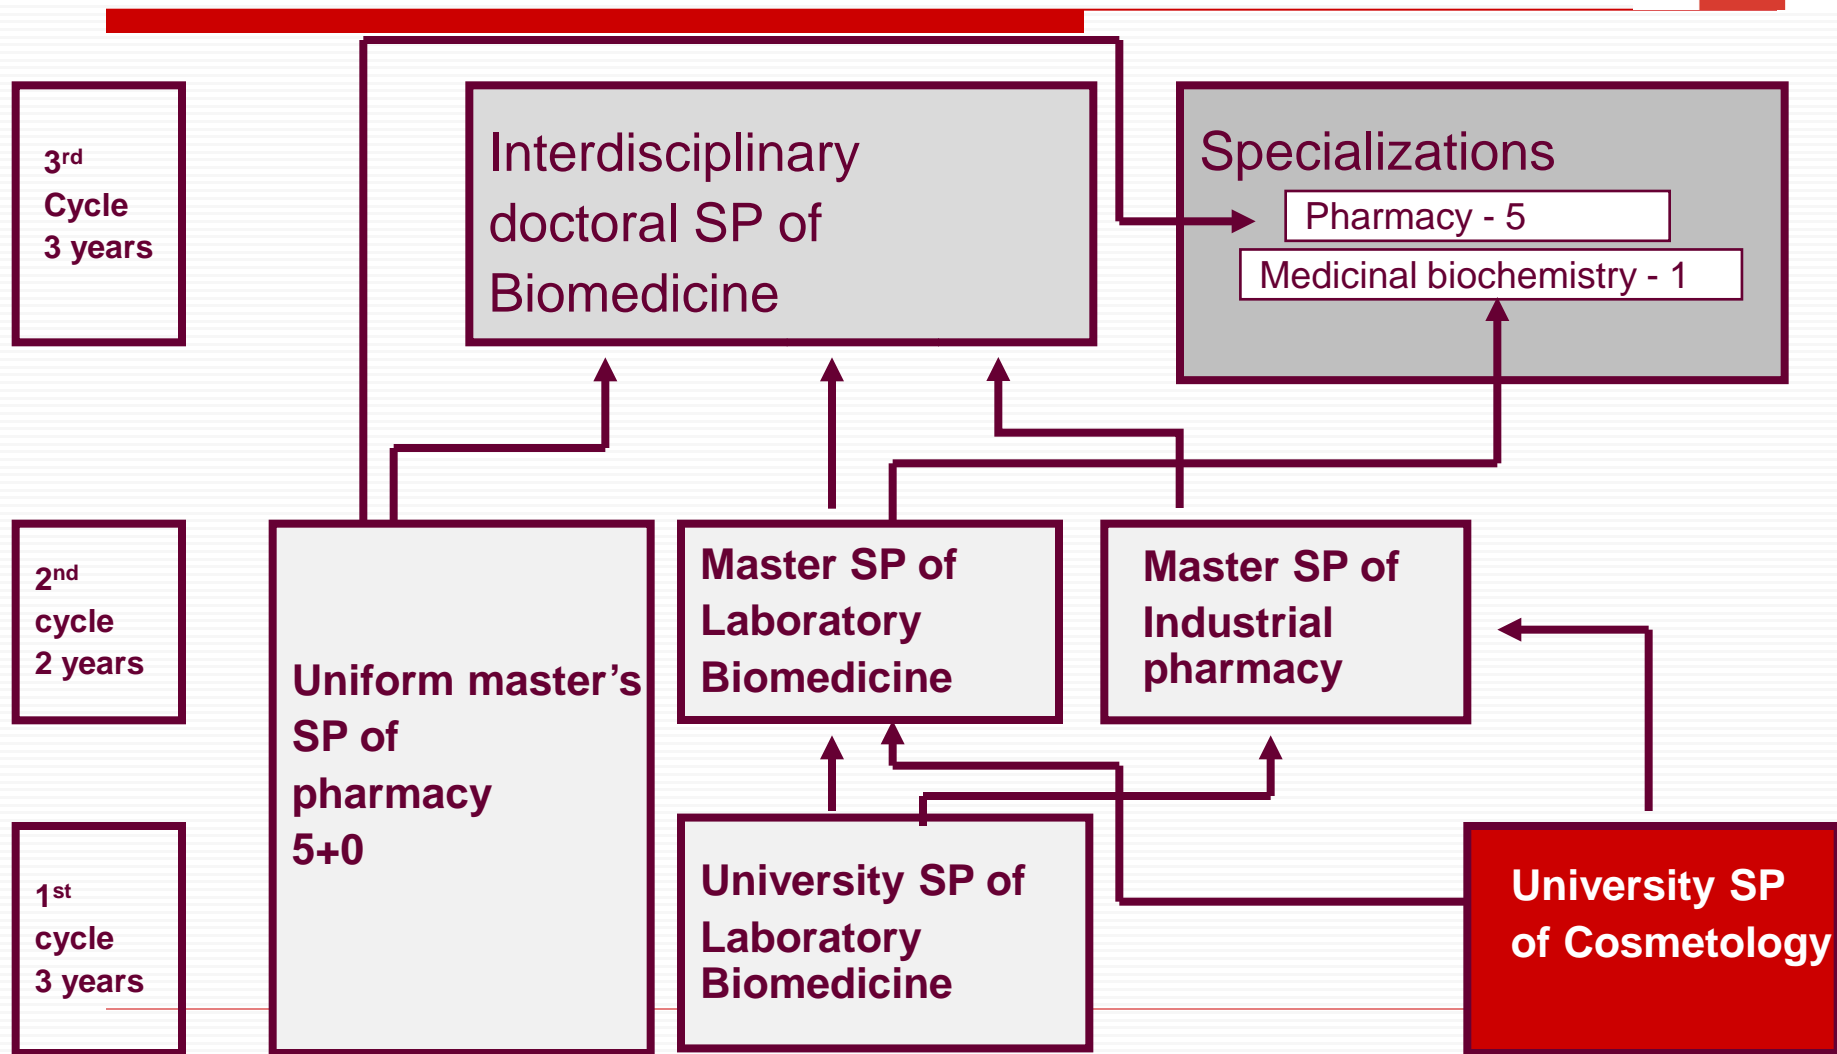 3rd
Cycle
3 years
Interdisciplinary
doctoral SP of
Biomedicine
Specializations
Pharmacy - 5
Medicinal biochemistry - 1
2nd
cycle
2 years
Uniform master’s
SP of
pharmacy
5+0
Master SP of
Laboratory
Biomedicine
Master SP of
Industrial
pharmacy
1st
cycle
3 years
University SP of
Laboratory
Biomedicine
University SP
of Cosmetology